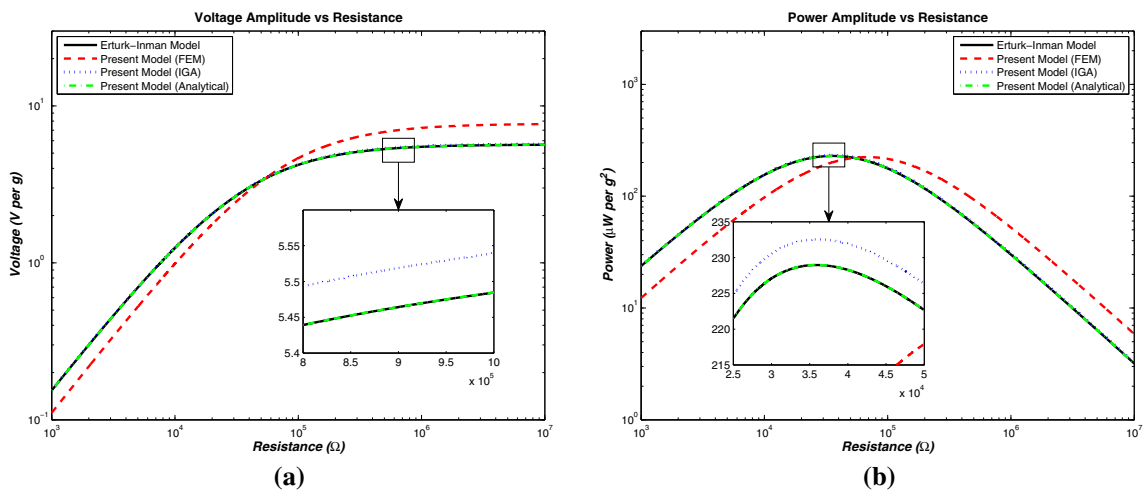 Voltage Amplitude vs Resistance
Erturk−Inman Model
Present Model (FEM)
Present Model (IGA)
Present Model (Analytical)
Voltage (V per g)
10^1
10^0
10^-1
5.6
5.55
5.5
5.45
5.4
8 8.5 9 9.5 10
x 10^5
10^3 10^4 10^5 10^6 10^7
Resistance (Ω)
(a)
Power Amplitude vs Resistance
Erturk−Inman Model
Present Model (FEM)
Present Model (IGA)
Present Model (Analytical)
Power (μW per g^2)
10^3
10^2
10^1
10^0
235
230
225
220
215
2.5 3 3.5 4 4.5 5
x 10^4
10^3 10^4 10^5 10^6 10^7
Resistance (Ω)
(b)